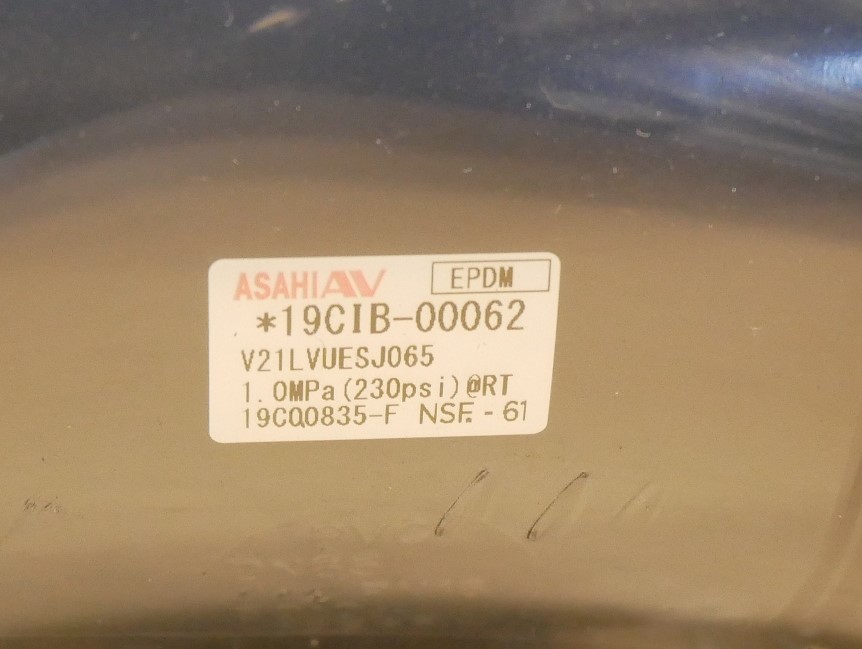 ASAHI AV EPDM
*19CIB-00062
V21LVUESJ065
1.0MPa(230psi)@RT
19CQ0835-F NSF. - 61